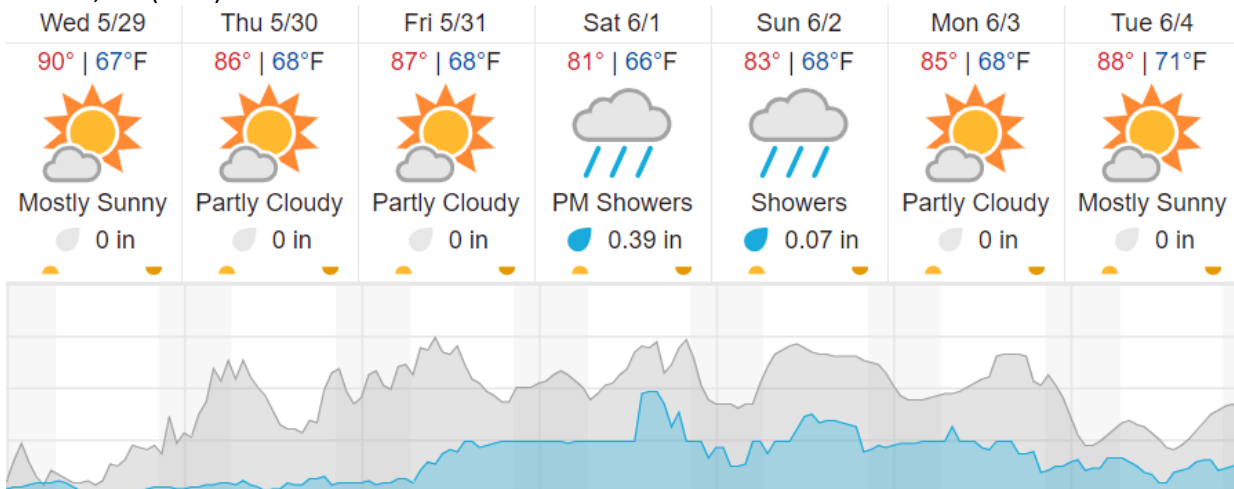 Wed 5/29 Thu 5/30 Fri 5/31 Sat 6/1 Sun 6/2 Mon 6/3 Tue 6/4
90° | 67°F 86° | 68°F 87° | 68°F 81° | 66°F 83° | 68°F 85° | 68°F 88° | 71°F
Mostly Sunny Partly Cloudy Partly Cloudy PM Showers Showers Partly Cloudy Mostly Sunny
0 in 0 in 0 in 0.39 in 0.07 in 0 in 0 in